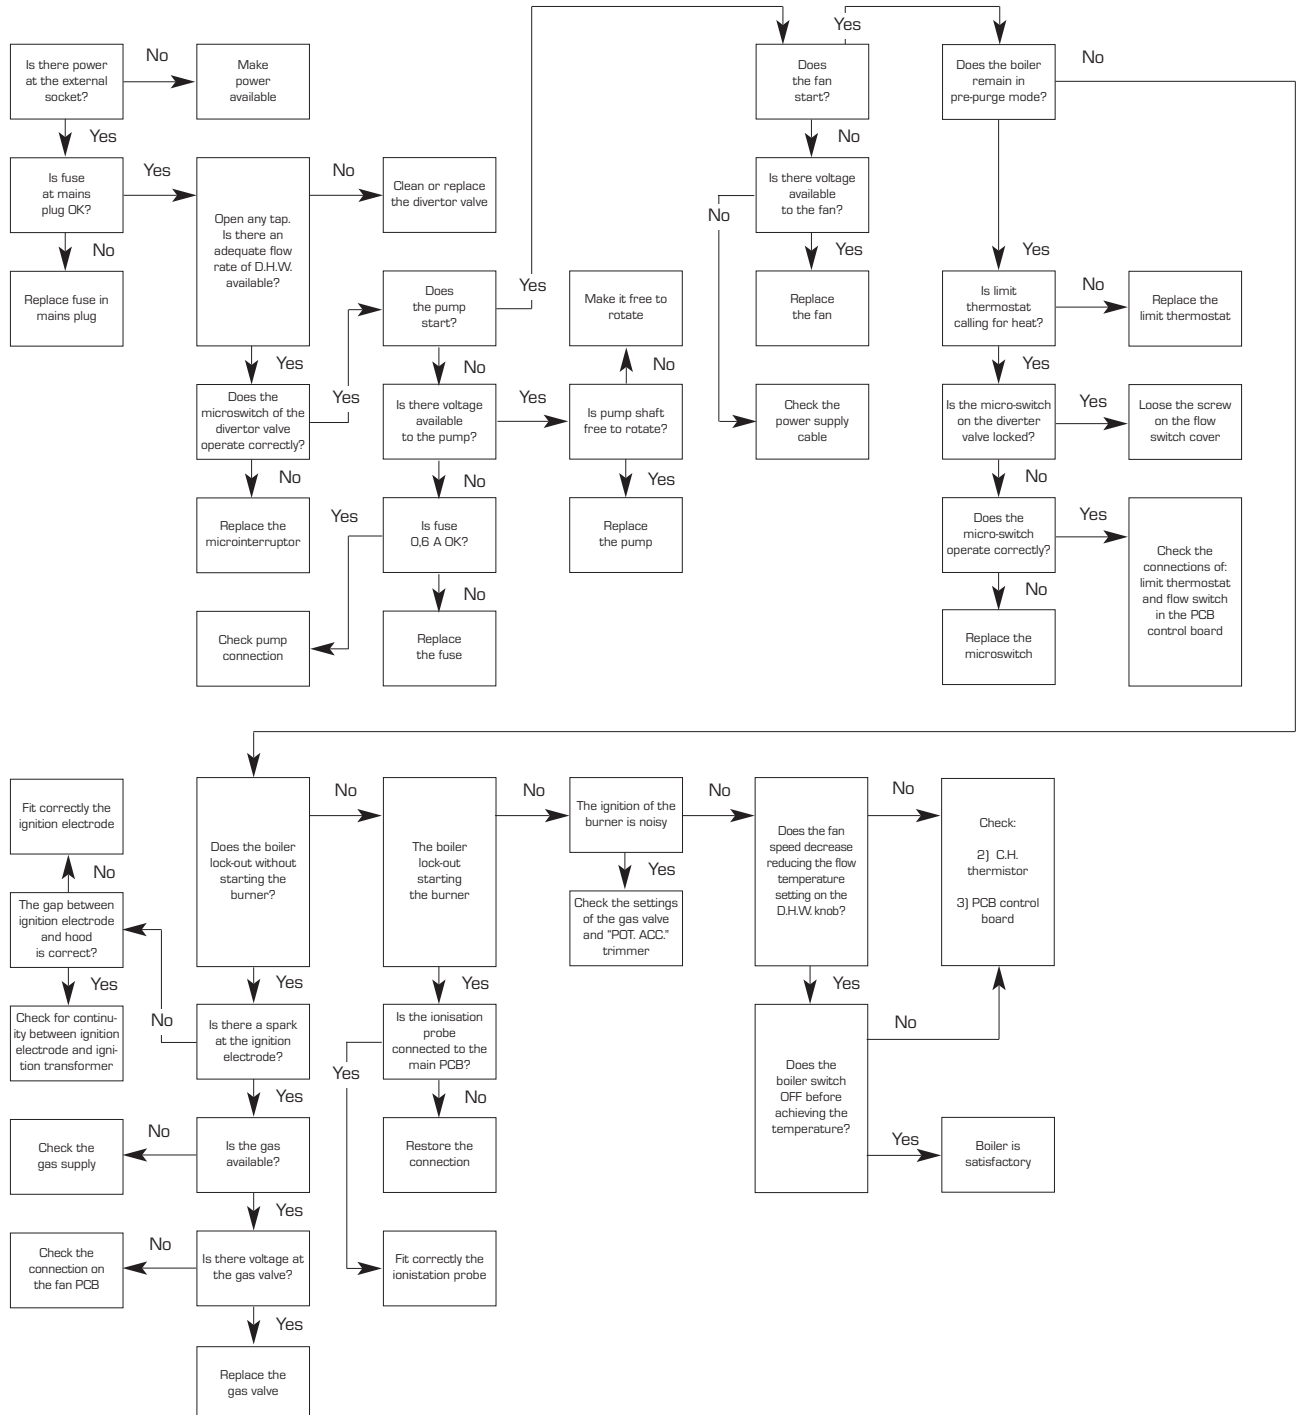 Is there power
at the external
socket?
No
Make
power
available
Yes
Is fuse
at mains
plug OK?
Yes
No
Replace fuse in
mains plug
Open any tap.
Is there an
adequate flow
rate of D.H.W.
available?
No
Clean or replace
the divertor valve
Yes
Does the
microswitch of the
divertor valve
operate correctly?
Yes
No
Replace the
microinterruptor
Does
the pump
start?
Yes
No
Is there voltage
available
to the pump?
Yes
Is pump shaft
free to rotate?
No
Make it free to
rotate
Yes
Replace
the pump
No
Is fuse
0,6 A OK?
Yes
Check pump
connection
No
Replace
the fuse
Does
the fan
start?
Yes
No
Is there voltage
available
to the fan?
No
Yes
Replace
the fan
Check the
power supply
cable
Does the boiler
remain in
pre-purge mode?
No
Yes
Is limit
thermostat
calling for heat?
No
Replace the
limit thermostat
Yes
Is the micro-switch
on the diverter
valve locked?
Yes
Loose the screw
on the flow
switch cover
No
Does the
micro-switch
operate correctly?
Yes
Check the
connections of:
limit thermostat
and flow switch
in the PCB
control board
No
Replace the
microswitch
Does the boiler
lock-out without
starting the
burner?
No
Yes
Is there a spark
at the ignition
electrode?
No
The gap between
ignition electrode
and hood
is correct?
No
Fit correctly the
ignition electrode
Yes
Check for continu-
ity between ignition
electrode and igni-
tion transformer
Yes
Is the gas
available?
No
Check the
gas supply
Yes
Is there voltage at
the gas valve?
No
Check the
connection on
the fan PCB
Yes
Replace the
gas valve
The boiler
lock-out
starting
the burner
No
Yes
Is the ionisation
probe
connected to the
main PCB?
Yes
No
Restore the
connection
Fit correctly the
ionistation probe
The ignition of the
burner is noisy
No
Yes
Check the settings
of the gas valve
and "POT. ACC."
trimmer
Does the fan
speed decrease
reducing the flow
temperature
setting on the
D.H.W. knob?
No
Check:
2) C.H.
thermistor
3) PCB control
board
Yes
Does the
boiler switch
OFF before
achieving the
temperature?
No
Yes
Boiler is
satisfactory